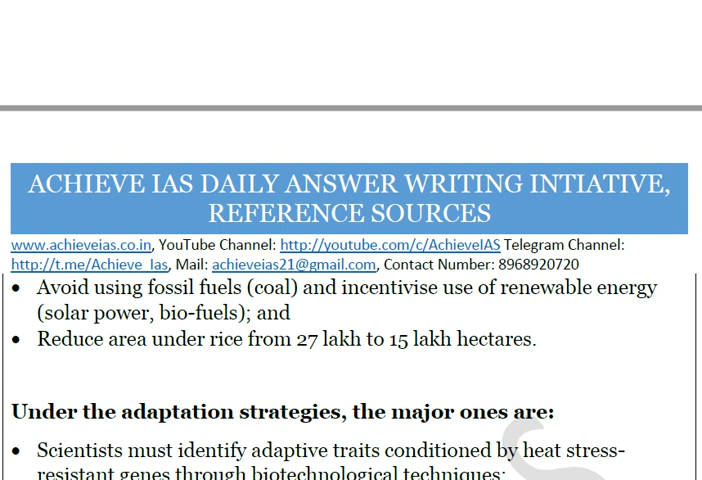 ACHIEVE IAS DAILY ANSWER WRITING INTIATIVE,
REFERENCE SOURCES
www.achieveias.co.in, YouTube Channel: http://youtube.com/c/AchieveIAS Telegram Channel:
http://t.me/Achieve_Ias, Mail: achieveias21@gmail.com, Contact Number: 8968920720
• Avoid using fossil fuels (coal) and incentivise use of renewable energy
(solar power, bio-fuels); and
• Reduce area under rice from 27 lakh to 15 lakh hectares.
Under the adaptation strategies, the major ones are:
• Scientists must identify adaptive traits conditioned by heat stress-
resistant genes through biotechnological techniques;